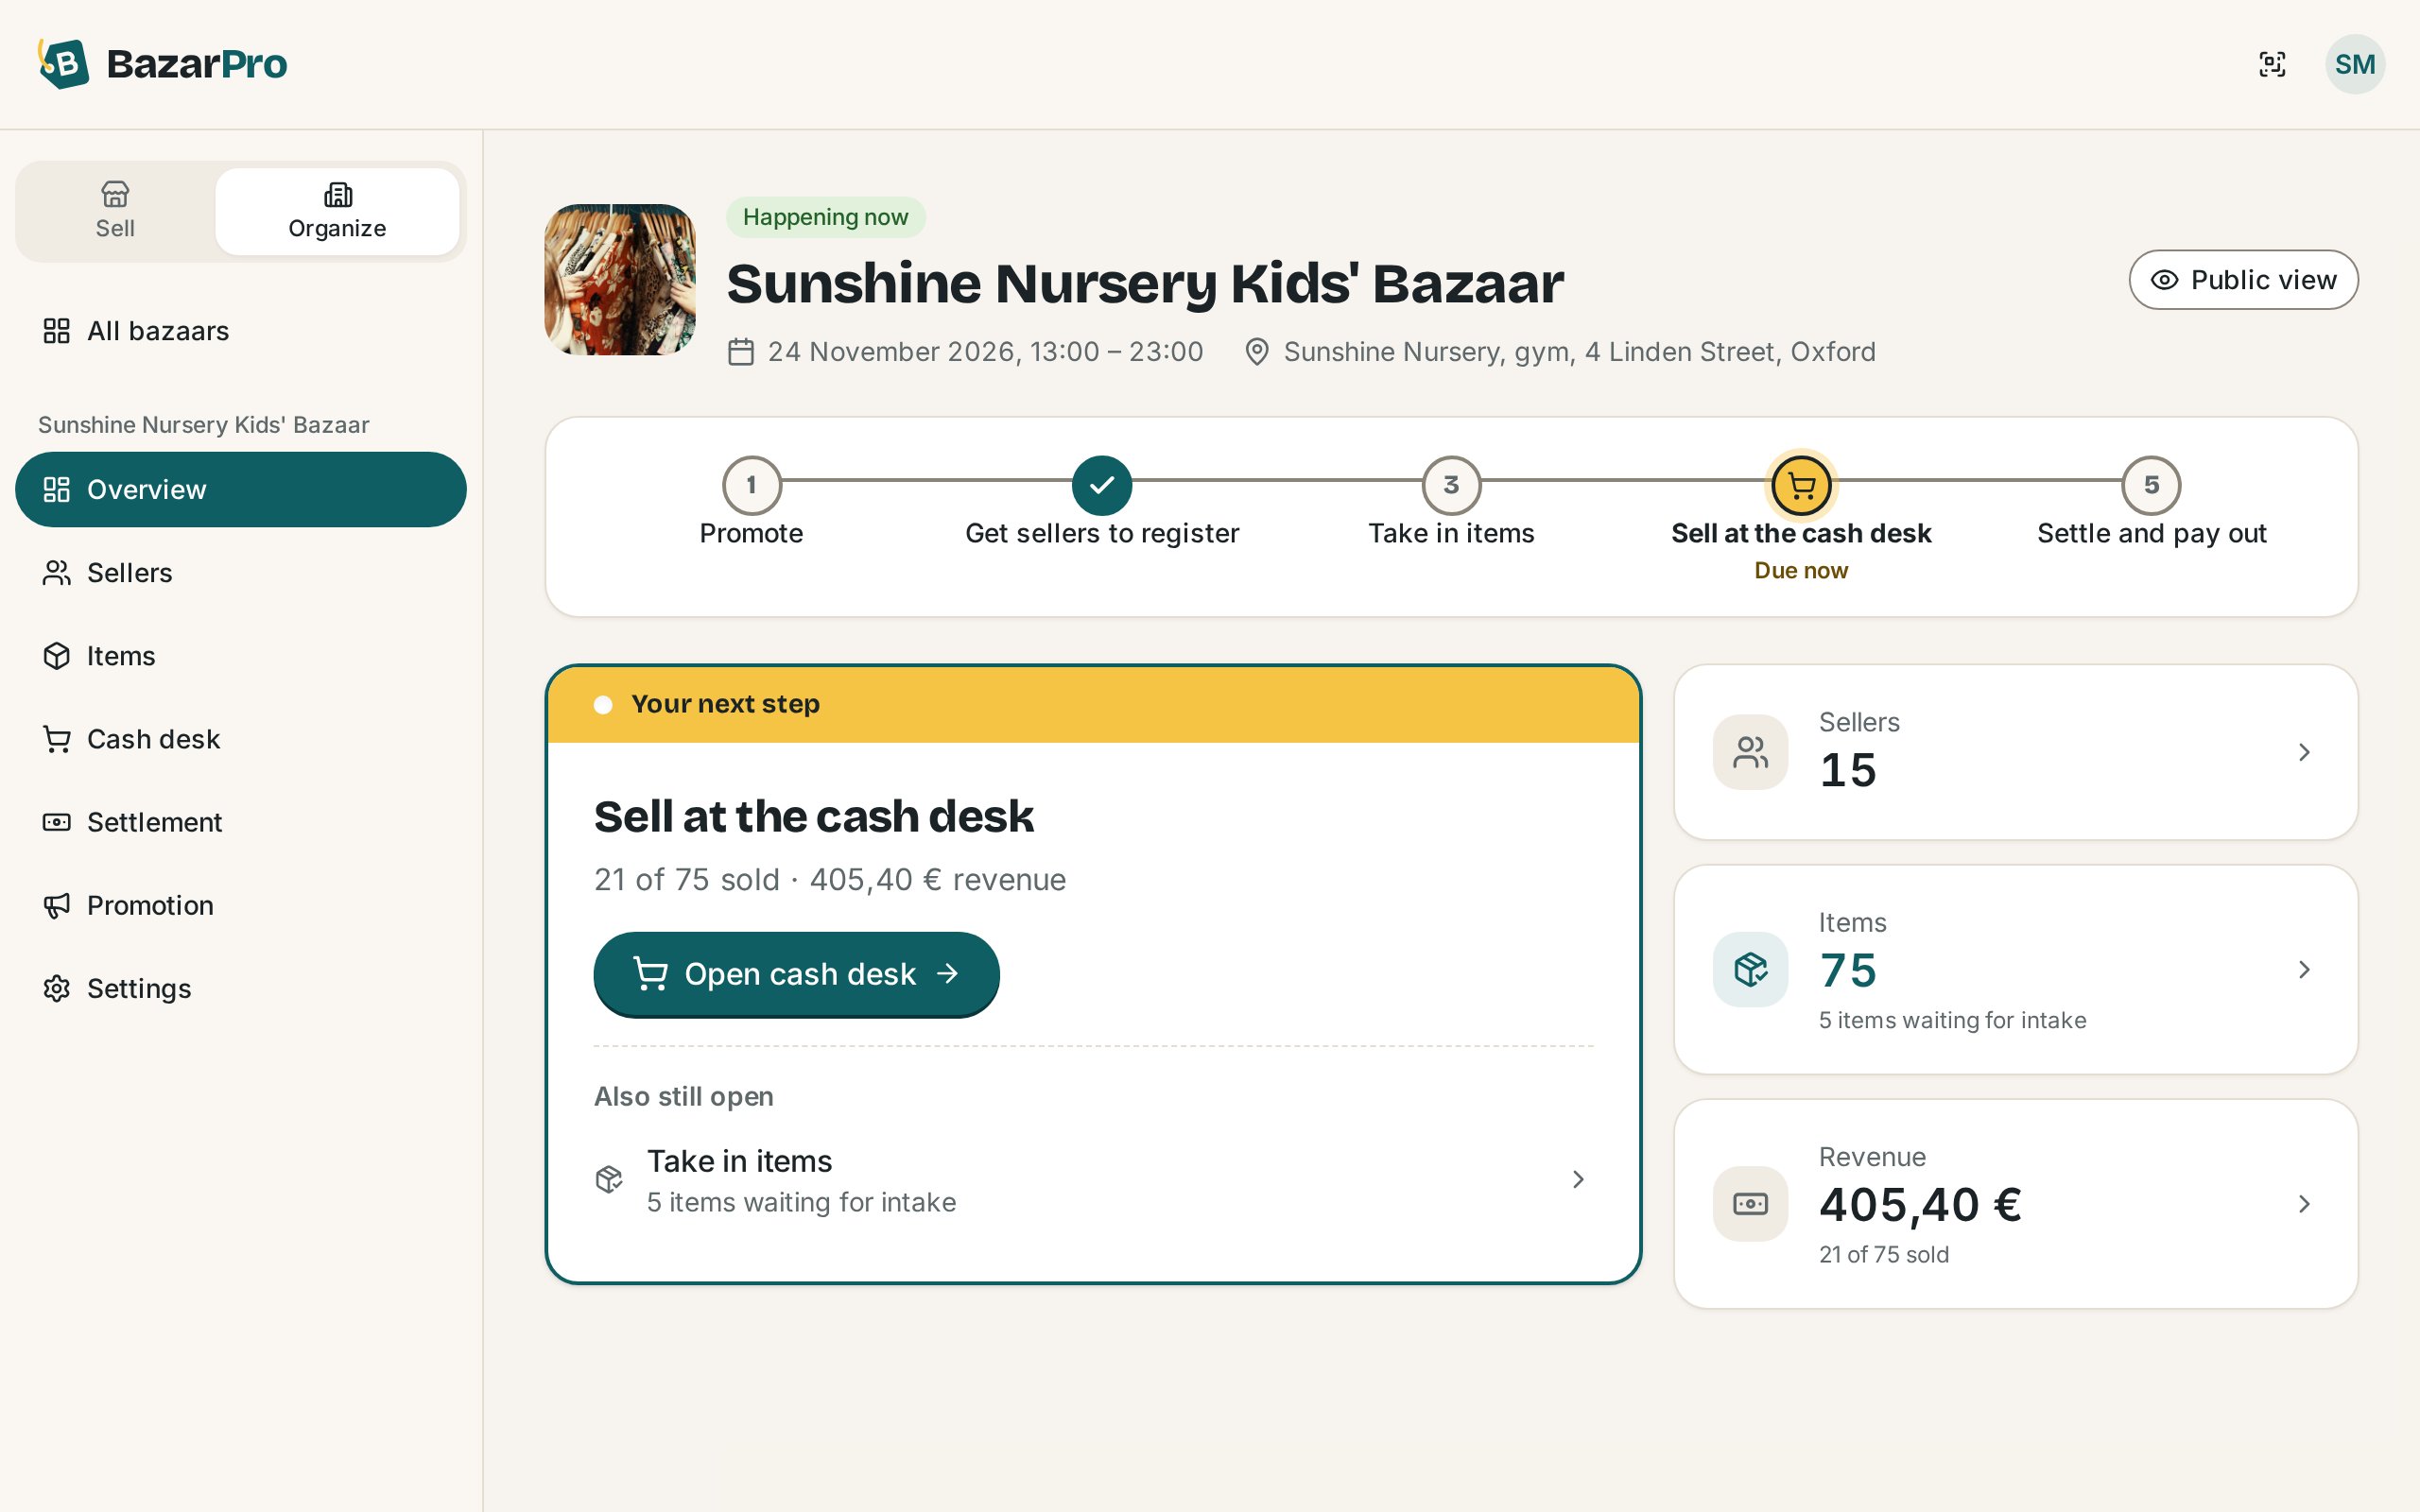 B BazarPro
SM
Sell
Organize
All bazaars
Sunshine Nursery Kids' Bazaar
Overview
Sellers
Items
Cash desk
Settlement
Promotion
Settings
Happening now
Sunshine Nursery Kids' Bazaar
24 November 2026, 13:00 – 23:00
Sunshine Nursery, gym, 4 Linden Street, Oxford
Public view
1
3
5
Promote
Get sellers to register
Take in items
Sell at the cash desk
Settle and pay out
Due now
Your next step
Sell at the cash desk
21 of 75 sold · 405,40 € revenue
Open cash desk
Also still open
Take in items
5 items waiting for intake
Sellers
15
Items
75
5 items waiting for intake
Revenue
405,40 €
21 of 75 sold